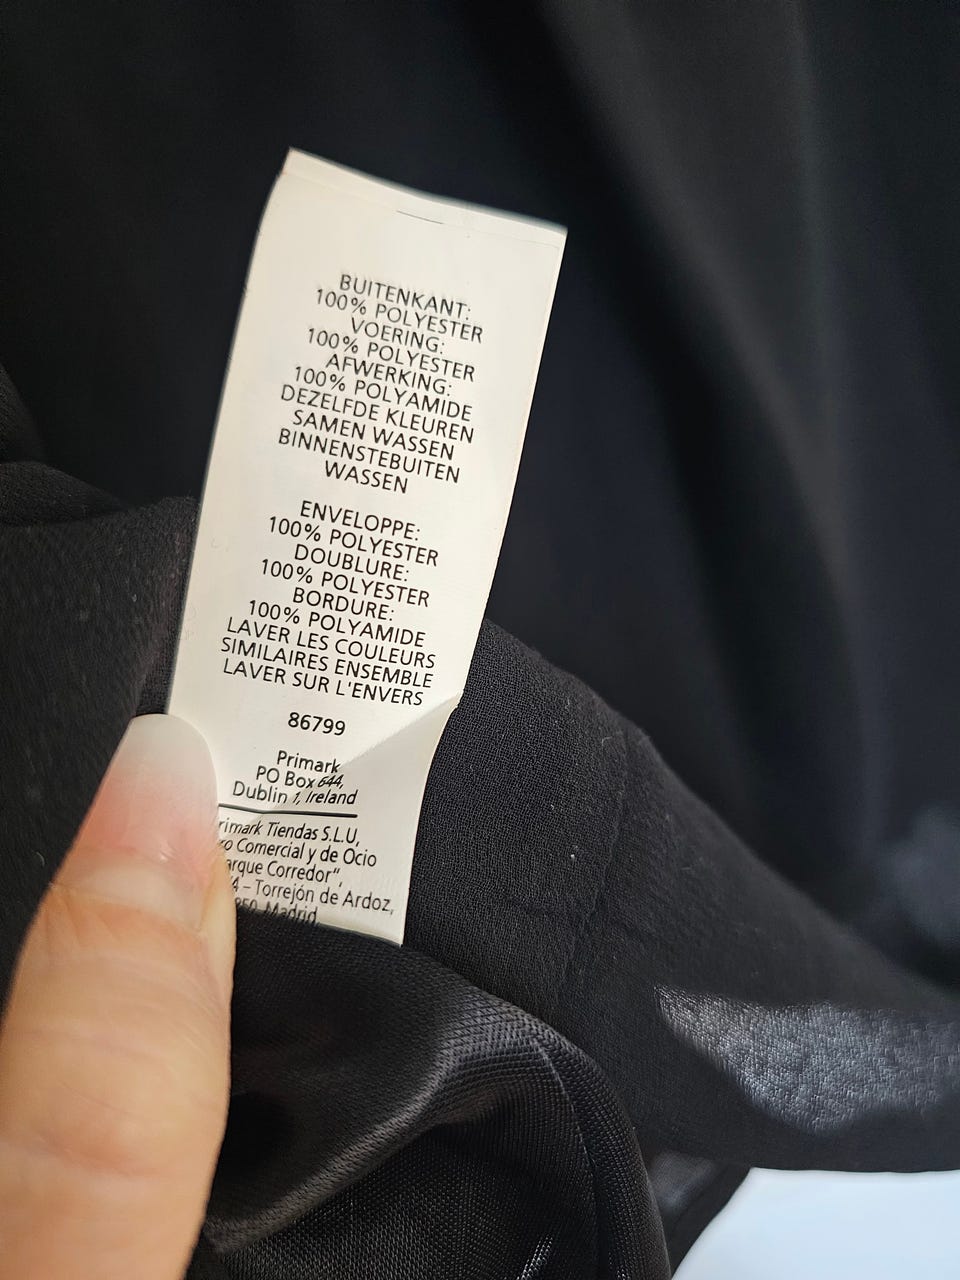 BUITENKANT:
100% POLYESTER
VOERING:
100% POLYESTER
AFWERKING:
100% POLYAMIDE
DEZELFDE KLEUREN
SAMEN WASSEN
BINNENSTEBUITEN
WASSEN
ENVELOPPE:
100% POLYESTER
DOUBLURE:
100% POLYESTER
BORDURE:
100% POLYAMIDE
LAVER LES COULEURS
SIMILAIRES ENSEMBLE
LAVER SUR L'ENVERS
86799
Primark
PO Box 644,
Dublin 1, Ireland
Tiendas S.L.U,
Comercial y de Ocio
Corredor",
– Torrejón de Ardoz,
Madrid